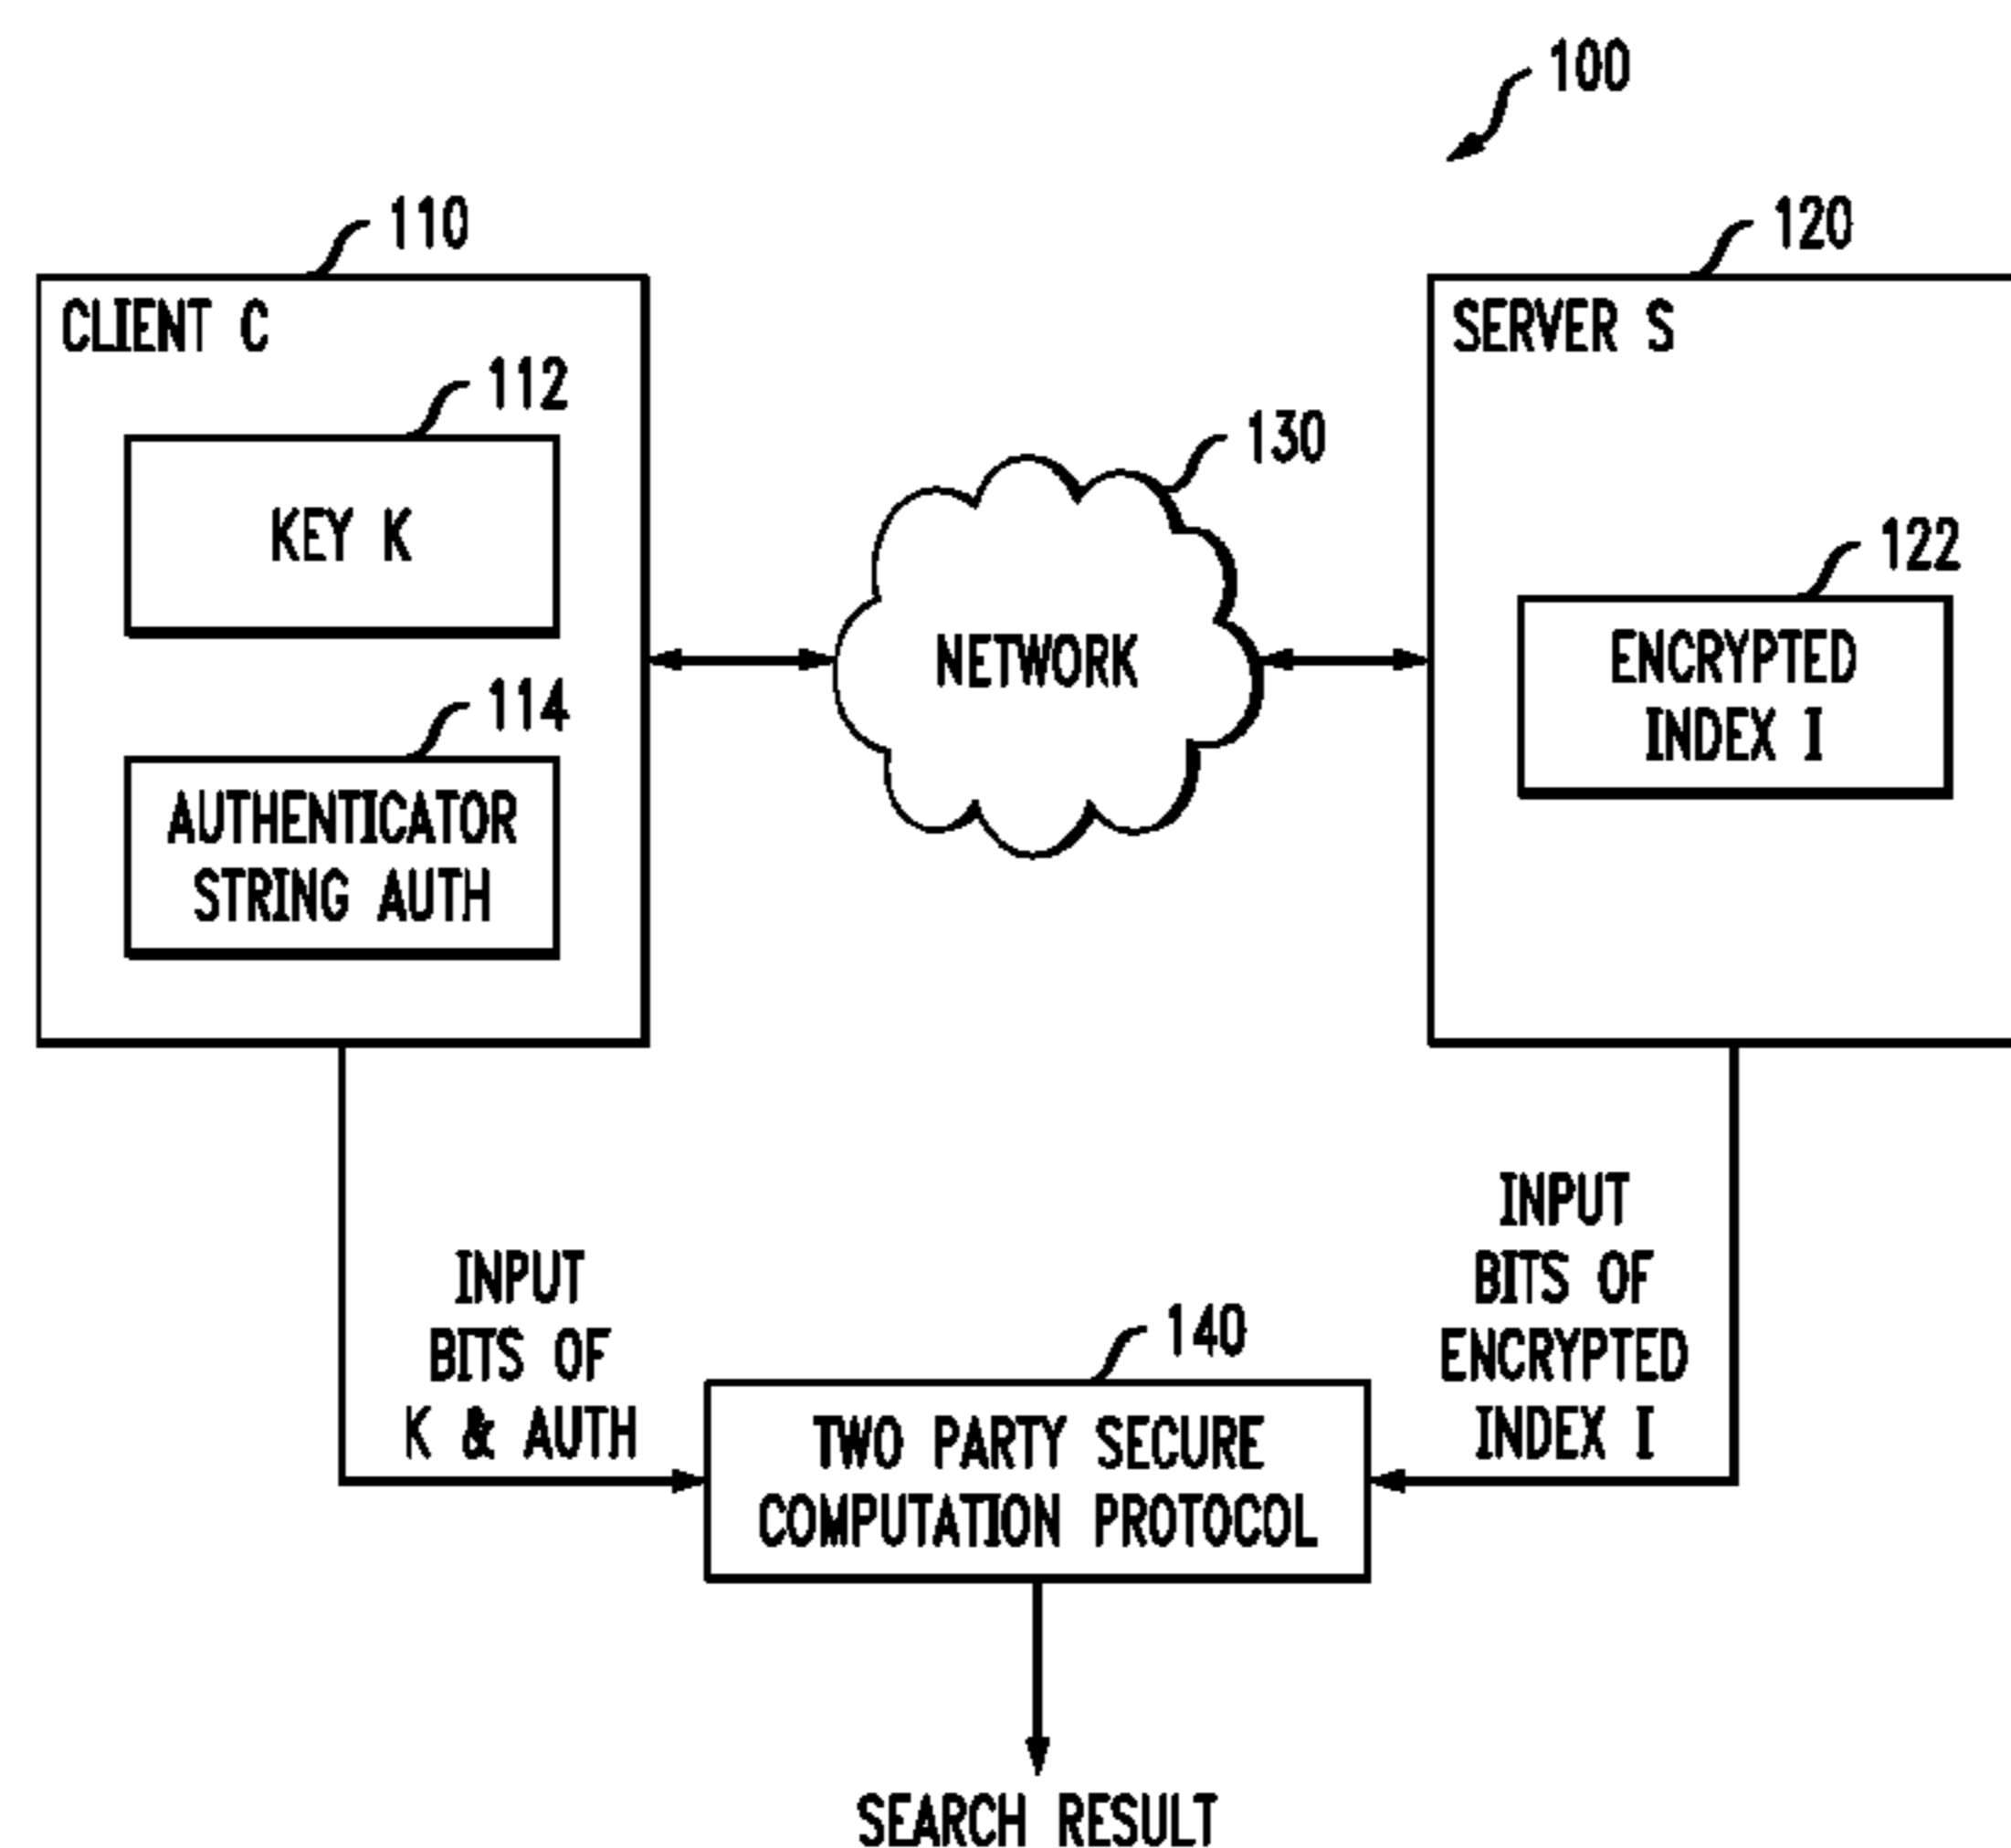 100
110
120
CLIENT C
SERVER S
112
KEY K
130
122
NETWORK
ENCRYPTED
INDEX I
114
AUTHENTICATOR
STRING AUTH
INPUT
BITS OF
K & AUTH
INPUT
BITS OF
ENCRYPTED
INDEX I
140
TWO PARTY SECURE
COMPUTATION PROTOCOL
SEARCH RESULT